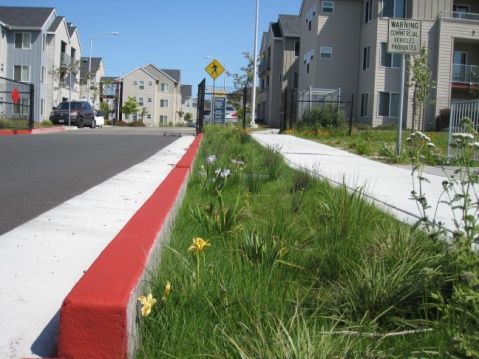 WARNING
COMMERCIAL
VEHICLES
PROHIBITED